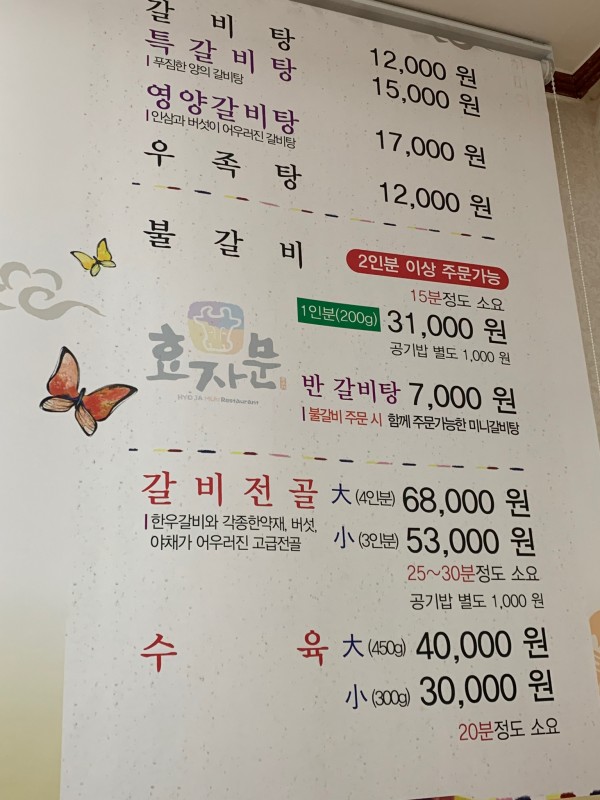 갈비탕 12,000 원
특갈비탕 15,000 원
푸짐한 양의 갈비탕
영양갈비탕 17,000 원
인삼과 버섯이 어우러진 갈비탕
우족탕 12,000 원
불갈비 2인분 이상 주문가능
15분정도 소요
1인분(200g) 31,000 원
공기밥 별도 1,000 원
효자문
HYO JA MUN Restaurant
반 갈비탕 7,000 원
불갈비 주문 시 함께 주문가능한 미니갈비탕
갈비전골 大 (4인분) 68,000 원
한우갈비와 각종한약재, 버섯,
야채가 어우러진 고급전골
小 (3인분) 53,000 원
25~30분정도 소요
공기밥 별도 1,000 원
수육 大 (450g) 40,000 원
小 (300g) 30,000 원
20분정도 소요